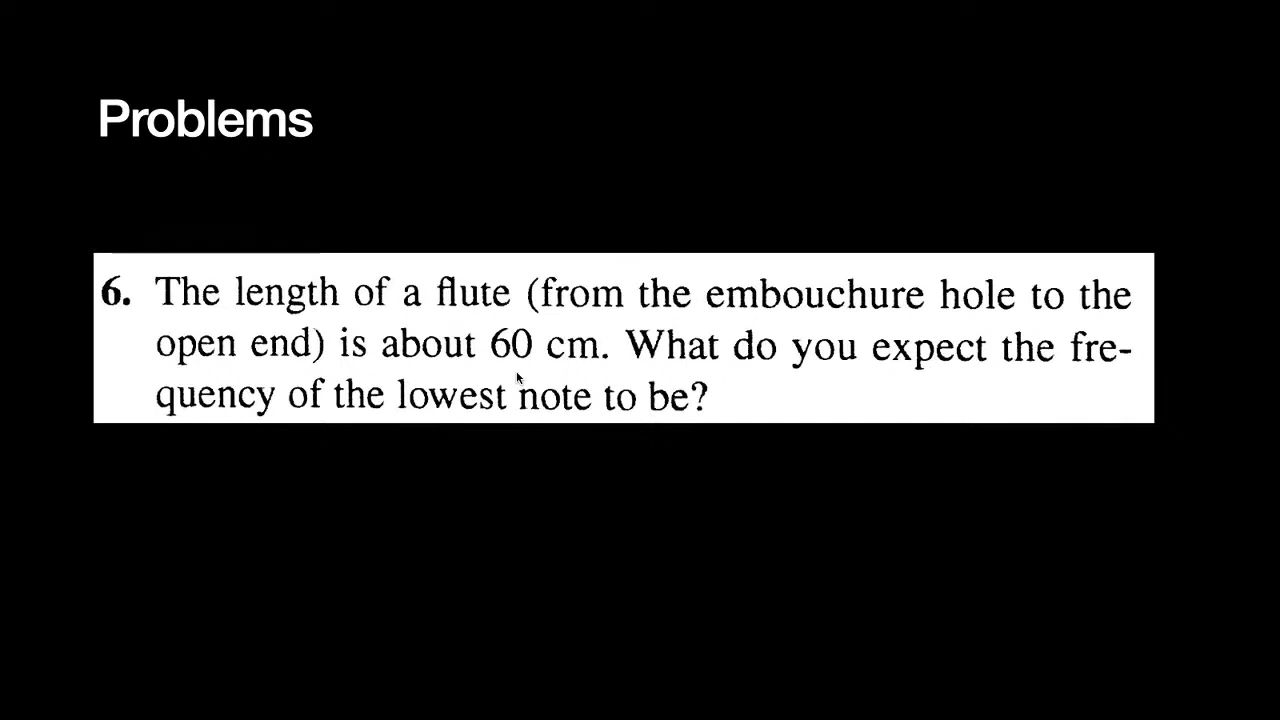 Problems
6. The length of a flute (from the embouchure hole to the
open end) is about 60 cm. What do you expect the fre-
quency of the lowest note to be?